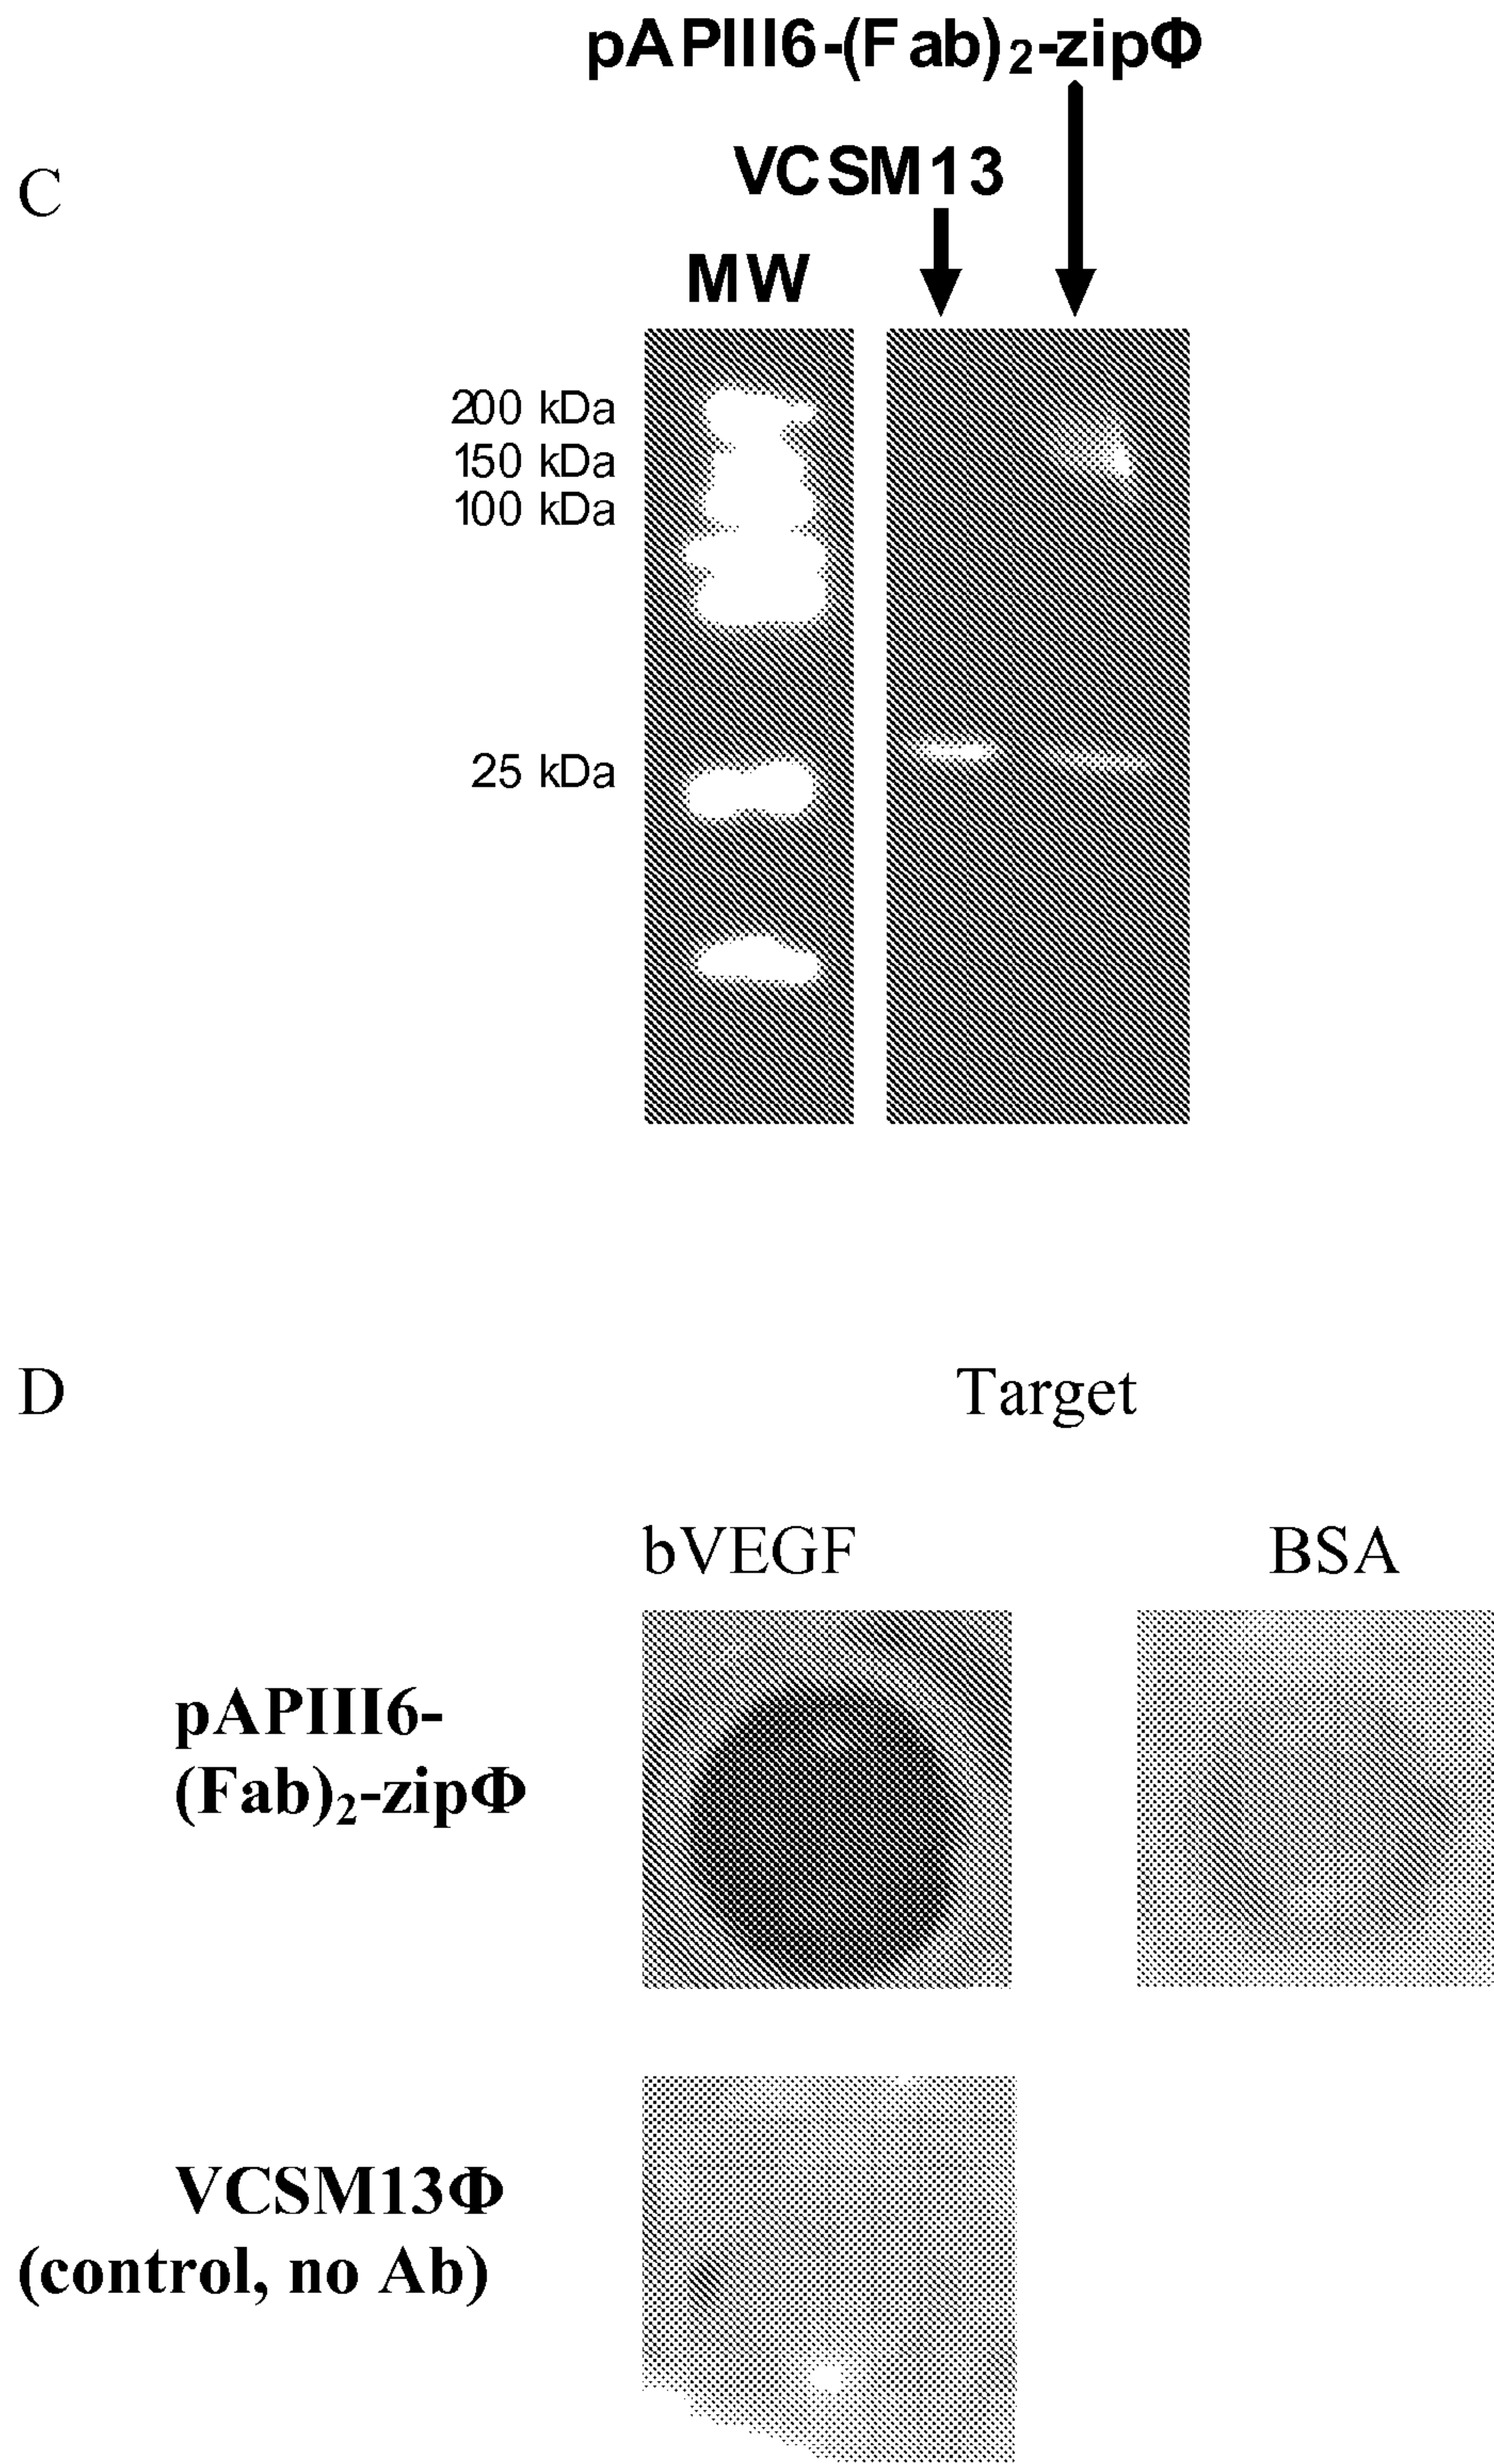 pAPIII6-(Fab)₂-zipΦ
VCSM13
C
MW
200 kDa
150 kDa
100 kDa
25 kDa
D
Target
bVEGF
BSA
pAPIII6-
(Fab)₂-zipΦ
VCSM13Φ
(control, no Ab)